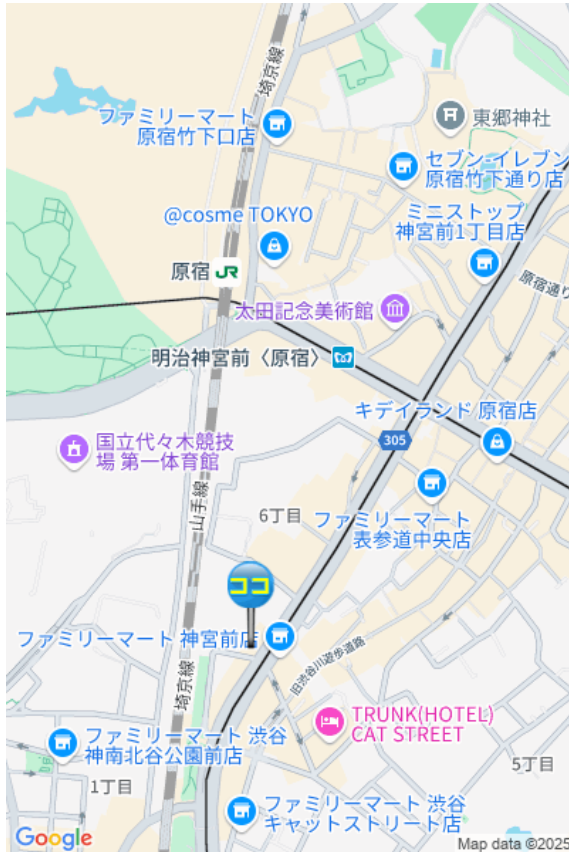 埼京線
ファミリーマート
原宿竹下口店
東郷神社
セブン-イレブン
原宿竹下通り店
@cosme TOKYO
ミニストップ
神宮前1丁目店
原宿 JR
原宿通り
太田記念美術館
明治神宮前〈原宿〉
キデイランド 原宿店
305
国立代々木競技
場 第一体育館
山手線
6丁目
ファミリーマート
表参道中央店
ココ
ファミリーマート 神宮前店
旧渋谷川遊歩道路
埼京線
TRUNK(HOTEL)
CAT STREET
ファミリーマート 渋谷
神南北谷公園前店
5丁目
1丁目
ファミリーマート 渋谷
キャットストリート店
Google
Map data ©2025